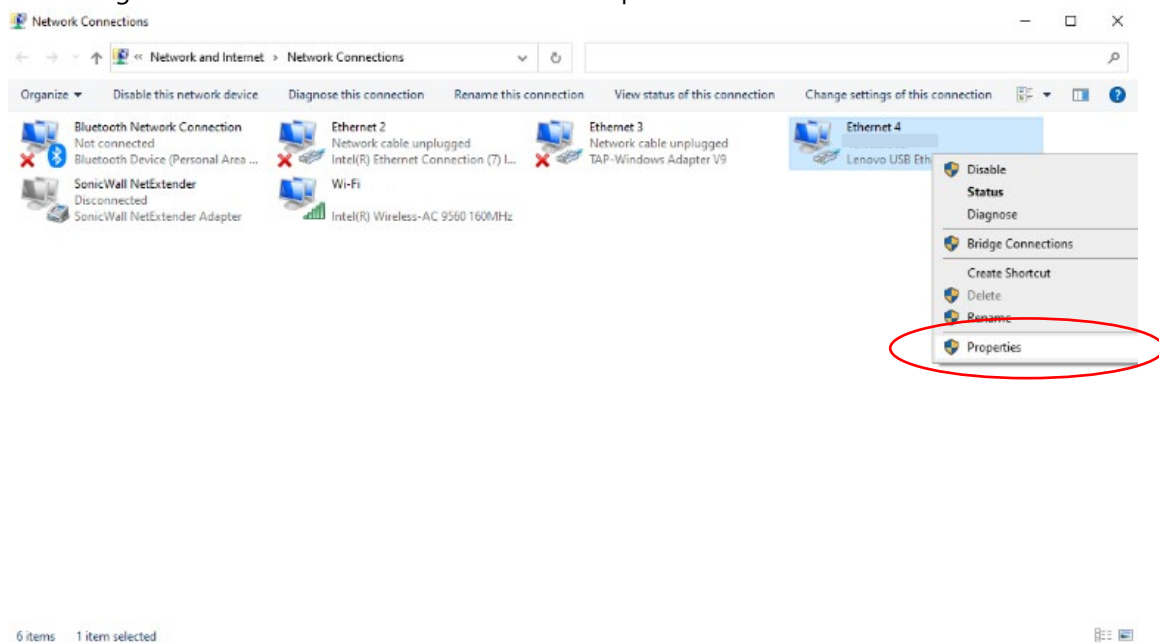 Network Connections
« Network and Internet > Network Connections
Organize Disable this network device Diagnose this connection Rename this connection View status of this connection Change settings of this connection
Bluetooth Network Connection
Not connected
Bluetooth Device (Personal Area ...
Ethernet 2
Network cable unplugged
Intel(R) Ethernet Connection (7) I...
Ethernet 3
Network cable unplugged
TAP-Windows Adapter V9
Ethernet 4
Lenovo USB Eth
SonicWall NetExtender
Disconnected
SonicWall NetExtender Adapter
Wi-Fi
Intel(R) Wireless-AC 9560 160MHz
Disable
Status
Diagnose
Bridge Connections
Create Shortcut
Delete
Rename
Properties
6 items 1 item selected